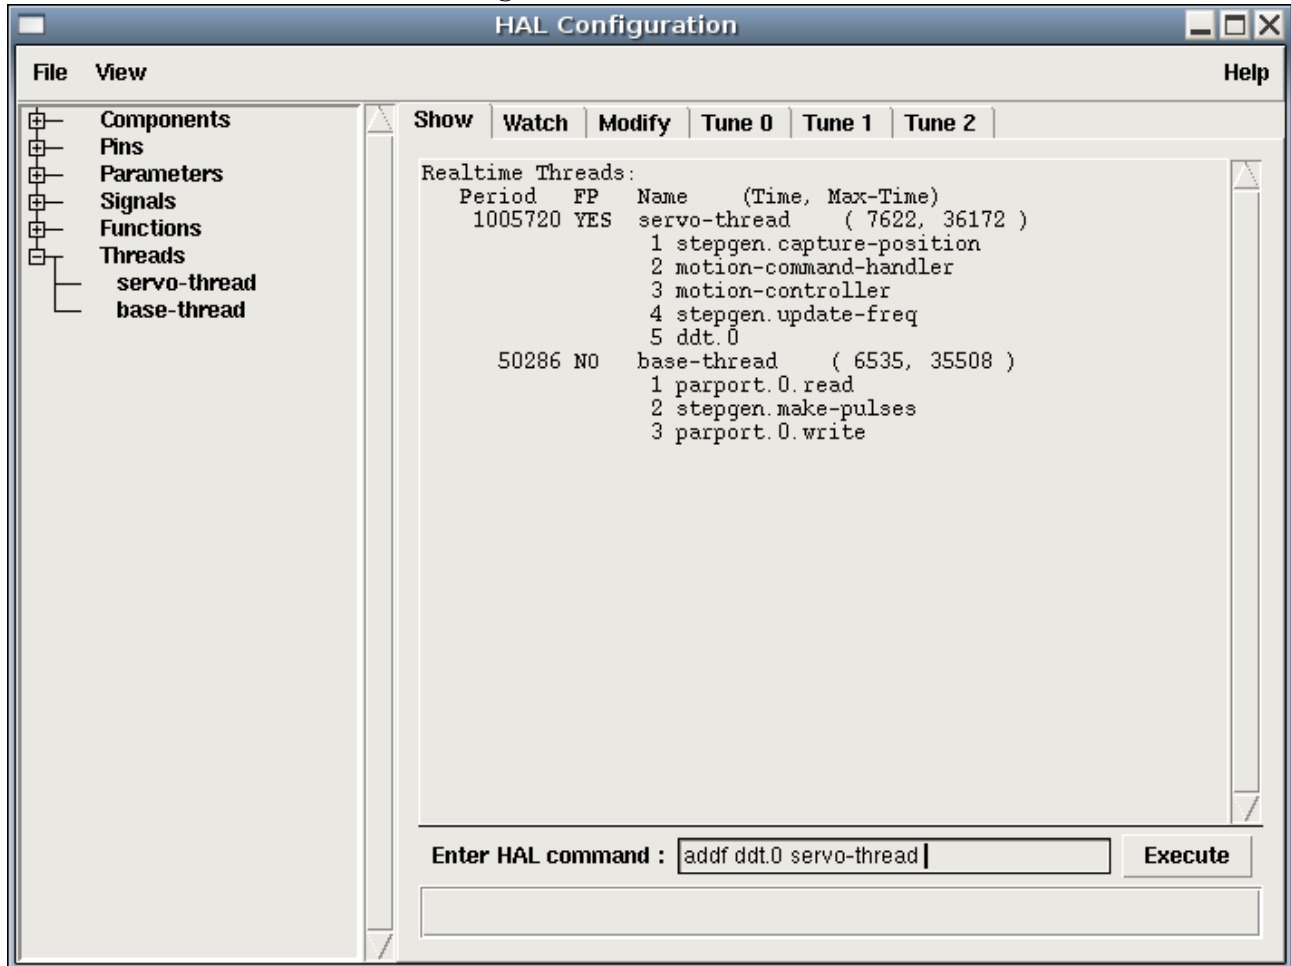 HAL Configuration
File View Help
Components
Pins
Parameters
Signals
Functions
Threads
servo-thread
base-thread
Show Watch Modify Tune 0 Tune 1 Tune 2
Realtime Threads:
Period FP Name (Time, Max-Time)
1005720 YES servo-thread ( 7622, 36172 )
1 stepgen.capture-position
2 motion-command-handler
3 motion-controller
4 stepgen.update-freq
5 ddt.0
50286 NO base-thread ( 6535, 35508 )
1 parport.0.read
2 stepgen.make-pulses
3 parport.0.write
Enter HAL command : addf ddt.0 servo-thread Execute